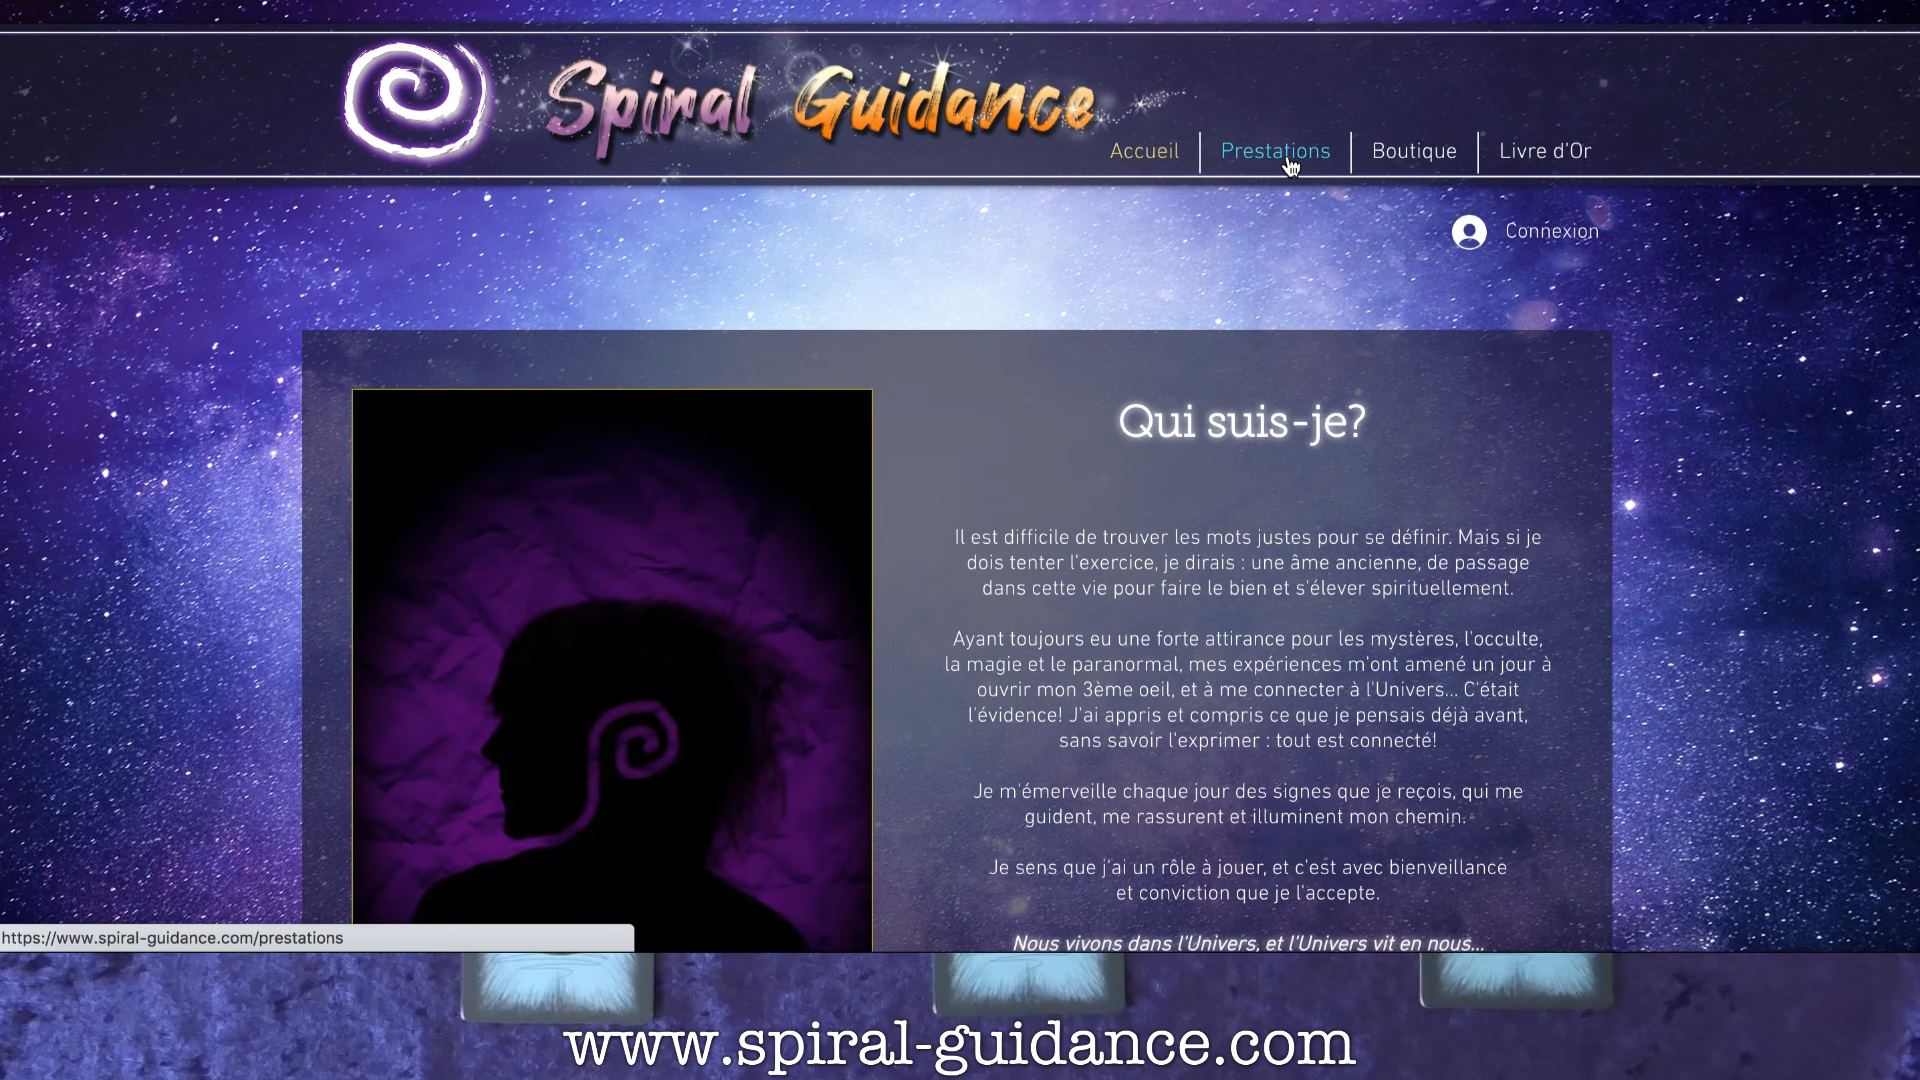 Spiral Guidance
Accueil
Prestations
Boutique
Livre d'Or
Connexion
Qui suis-je?
Il est difficile de trouver les mots justes pour se définir. Mais si je
dois tenter l'exercice, je dirais : une âme ancienne, de passage
dans cette vie pour faire le bien et s'élever spirituellement.
Ayant toujours eu une forte attirance pour les mystères, l'occulte,
la magie et le paranormal, mes expériences m'ont amené un jour à
ouvrir mon 3ème oeil, et à me connecter à l'Univers... C'était
l'évidence! J'ai appris et compris ce que je pensais déjà avant,
sans savoir l'exprimer : tout est connecté!
Je m'émerveille chaque jour des signes que je reçois, qui me
guident, me rassurent et illuminent mon chemin.
Je sens que j'ai un rôle à jouer, et c'est avec bienveillance
et conviction que je l'accepte.
Nous vivons dans l'Univers, et l'Univers vit en nous...
https://www.spiral-guidance.com/prestations
www.spiral-guidance.com